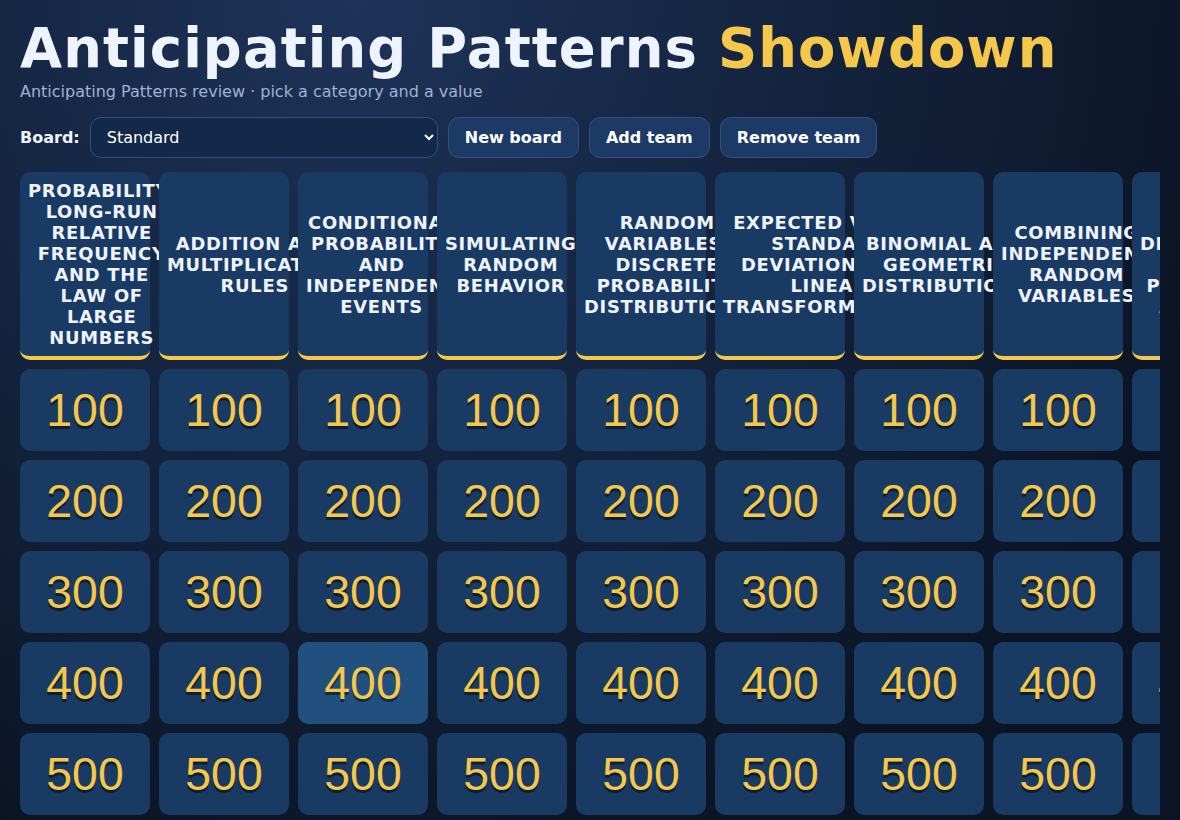 Anticipating Patterns Showdown
Anticipating Patterns review · pick a category and a value
Board: Standard New board Add team Remove team
PROBABILITY
LONG-RUN
RELATIVE
FREQUENCY
AND THE
LAW OF
LARGE
NUMBERS
ADDITION A
MULTIPLICAT
RULES
CONDITIONA
PROBABILIT
AND
INDEPENDEN
EVENTS
SIMULATING
RANDOM
BEHAVIOR
RANDOM
VARIABLES
DISCRETE
PROBABILIT
DISTRIBUTIO
EXPECTED V
STANDA
DEVIATION
LINEA
TRANSFORM
BINOMIAL A
GEOMETRI
DISTRIBUTIO
COMBINING
INDEPENDEN
RANDOM
VARIABLES
100 100 100 100 100 100 100 100
200 200 200 200 200 200 200 200
300 300 300 300 300 300 300 300
400 400 400 400 400 400 400 400
500 500 500 500 500 500 500 500